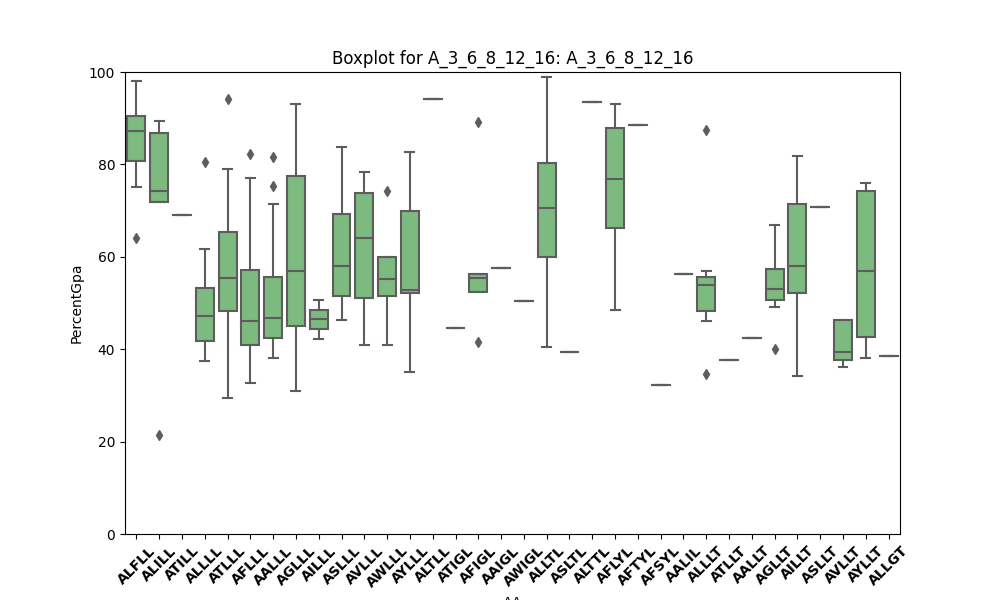 Boxplot for A_3_6_8_12_16: A_3_6_8_12_16
100
80
60
40
20
0
PercentGpa
ALFLL ALILL ATILL ALLLL ATLLL AFLLL AALLL AGLLL AILLL ASLLL AVLLL AWLLL AYLLL ALTLL ATIGL AFIGL AAIGL AWIGL ALLTL ASLTL ALTTL AFLYL AFTYL AFSYL AALIL ALLLT ATLLT AALLT AGLLT AILLT ASLLT AVLLT AYLLT ALLGT
AA